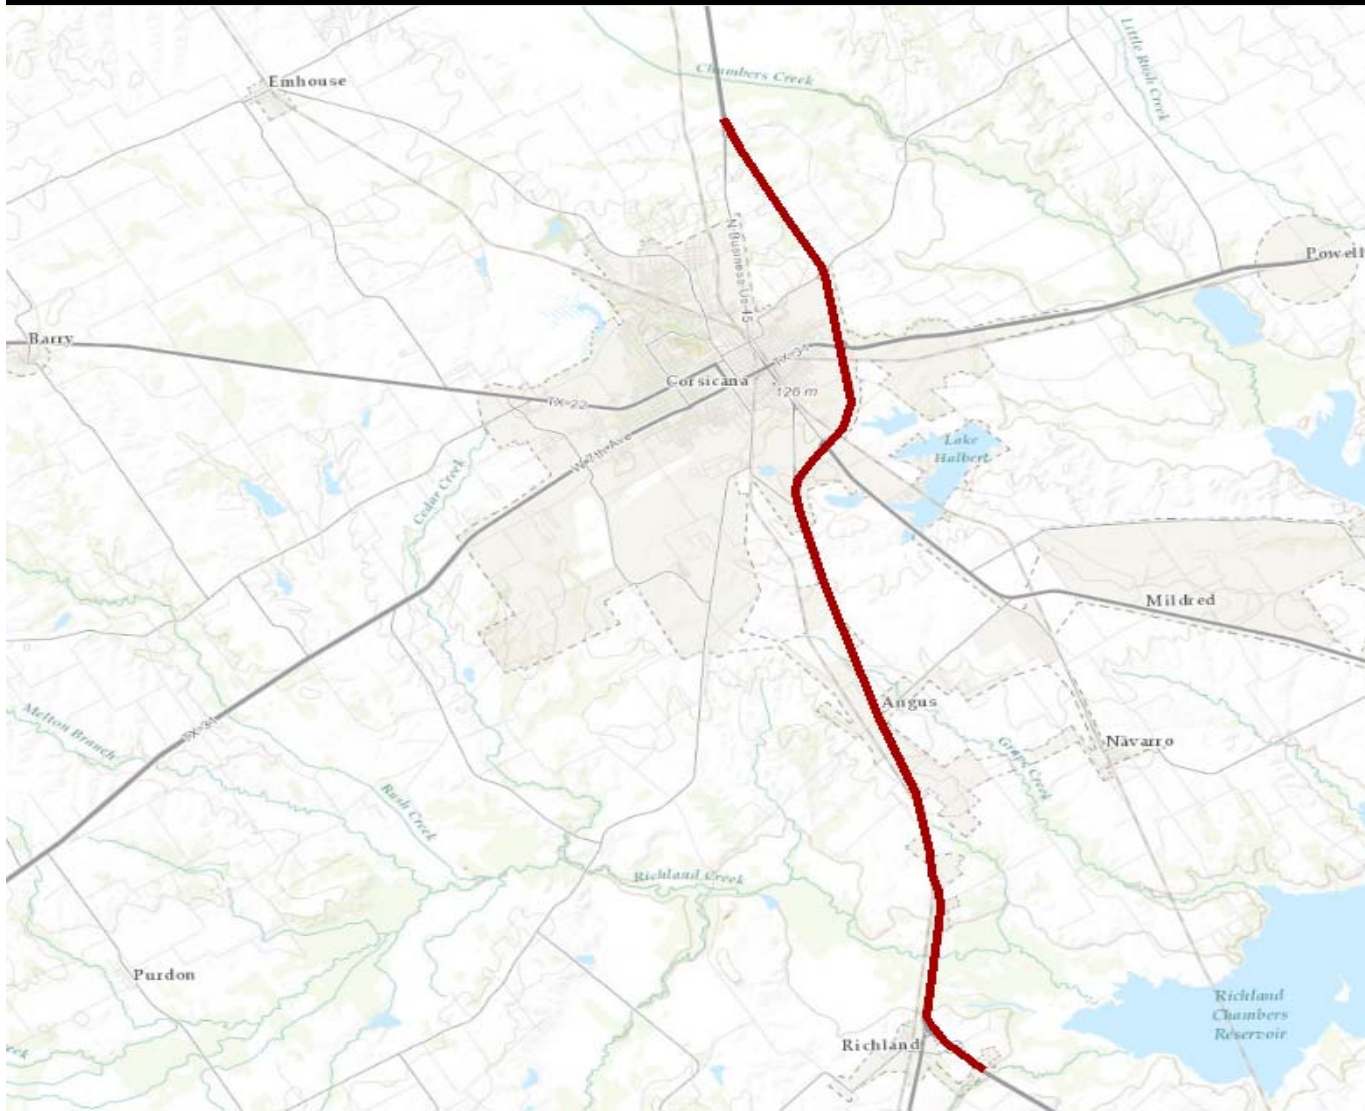 Emhouse
Chambers Creek
Little Rush Creek
N Business Us-45
Powell
Barry
TX-31
Corsicana
126 m
TX-22
W 7th Ave
Lake
Halbert
Cedar Creek
Mildred
Angus
Melton Branch
TX-31
Navarro
Grape Creek
Rush Creek
Richland Creek
Purdon
Richland
Chambers
Reservoir
Richland
Creek